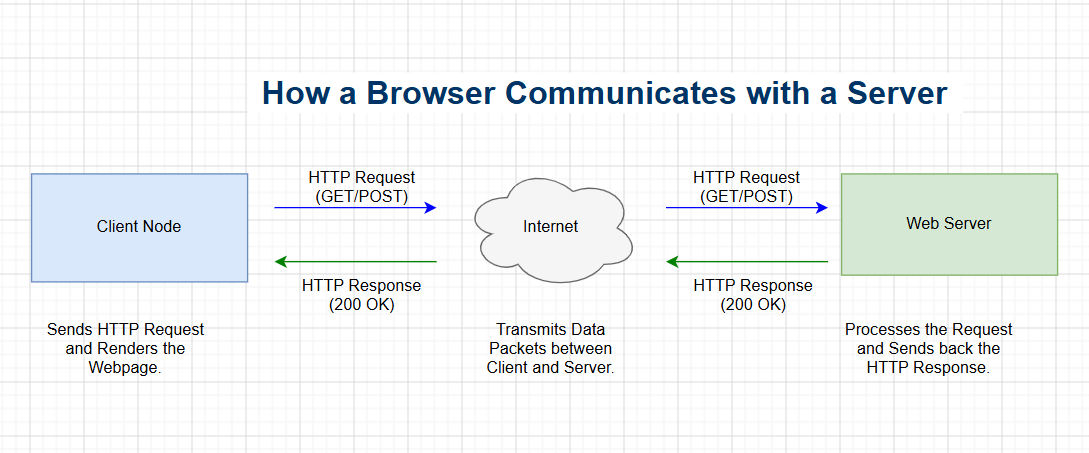 How a Browser Communicates with a Server
HTTP Request
(GET/POST)
HTTP Request
(GET/POST)
Client Node
Internet
Web Server
HTTP Response
(200 OK)
HTTP Response
(200 OK)
Sends HTTP Request
and Renders the
Webpage.
Transmits Data
Packets between
Client and Server.
Processes the Request
and Sends back the
HTTP Response.